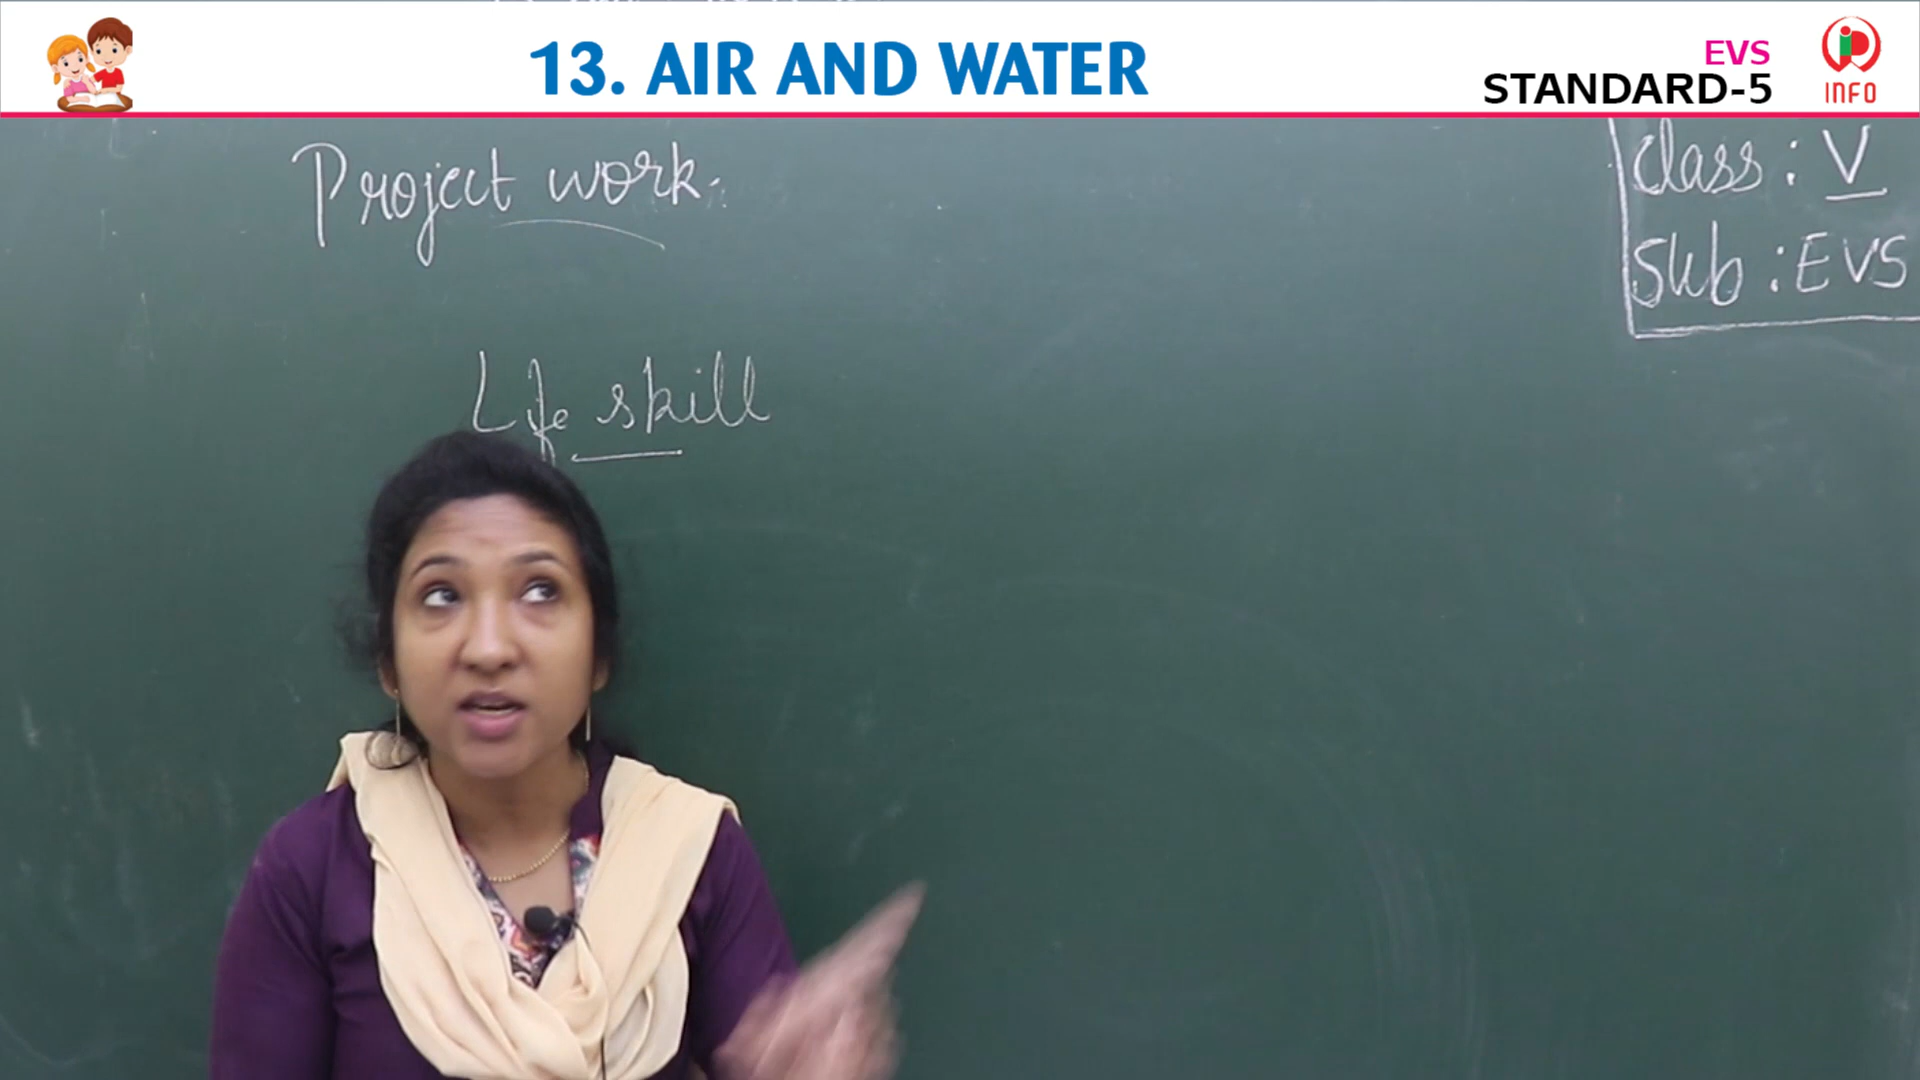 13. AIR AND WATER
EVS
STANDARD-5
INFO
Project work.
Class : V
Sub : EVS
Life skill